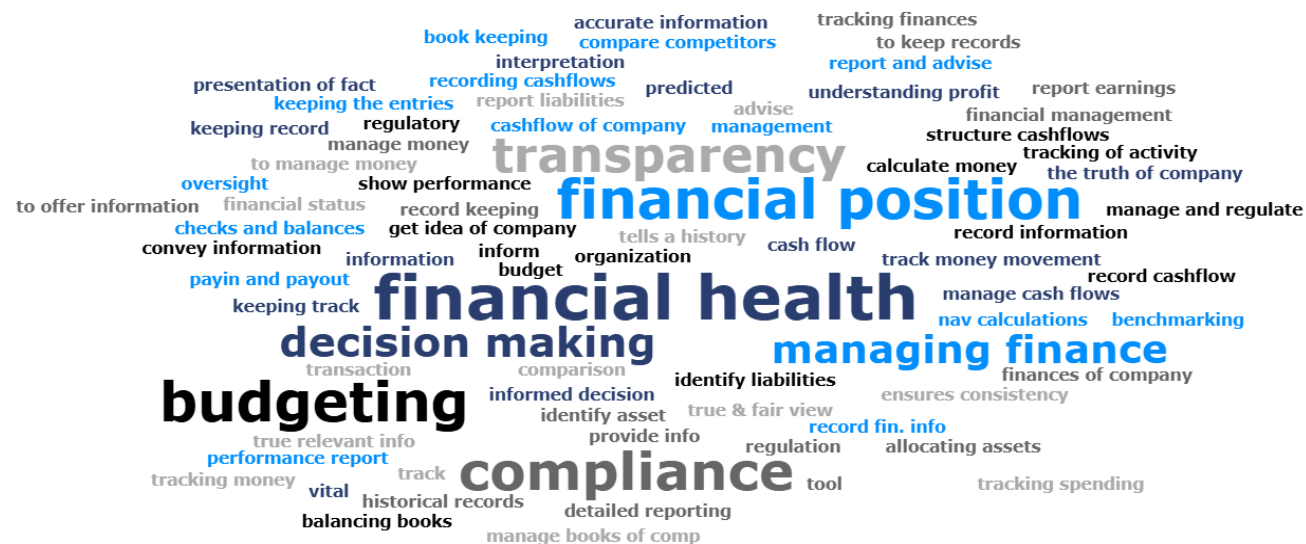 accurate information
tracking finances
book keeping
compare competitors
to keep records
interpretation
report and advise
presentation of fact
recording cashflows
predicted
understanding profit
report earnings
keeping the entries
report liabilities
advise
financial management
keeping record
regulatory
cashflow of company
management
structure cashflows
manage money
transparency
tracking of activity
to manage money
calculate money
the truth of company
oversight
show performance
financial position
to offer information
financial status
record keeping
manage and regulate
checks and balances
get idea of company
tells a history
record information
convey information
inform
cash flow
information
organization
track money movement
budget
payin and payout
record cashflow
keeping track
financial health
manage cash flows
nav calculations
benchmarking
decision making
managing finance
transaction
comparison
identify liabilities
finances of company
budgeting
informed decision
ensures consistency
identify asset
true & fair view
record fin. info
true relevant info
provide info
regulation
allocating assets
performance report
tracking money
track
compliance
tool
tracking spending
vital
historical records
detailed reporting
balancing books
manage books of comp